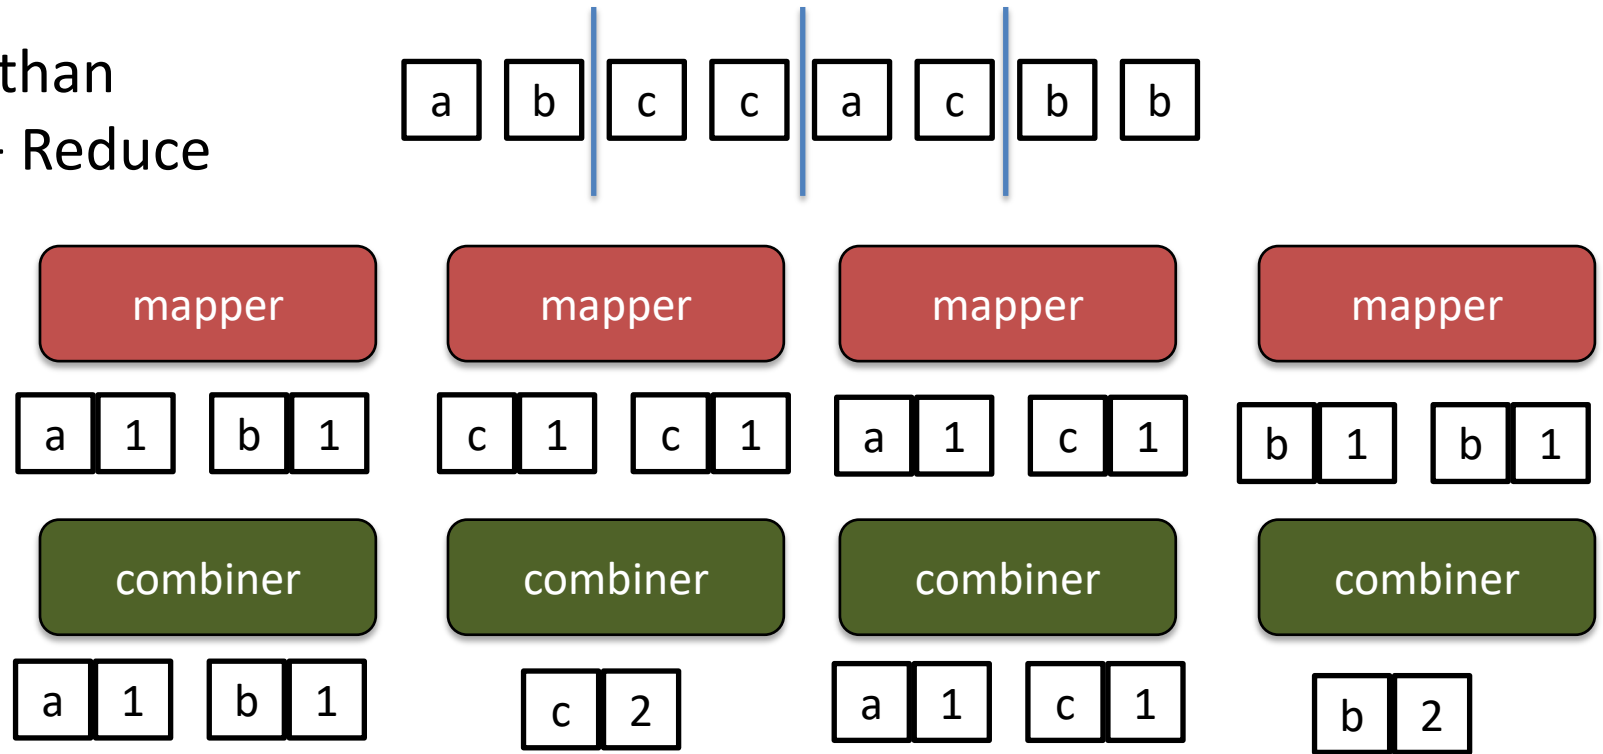 than
- Reduce
a b c c a c b b
mapper mapper mapper mapper
a 1 b 1 c 1 c 1 a 1 c 1 b 1 b 1
combiner combiner combiner combiner
a 1 b 1 c 2 a 1 c 1 b 2